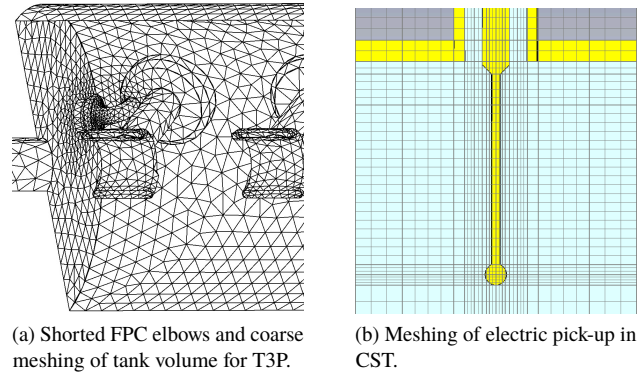 (a) Shorted FPC elbows and coarse
meshing of tank volume for T3P.
(b) Meshing of electric pick-up in
CST.